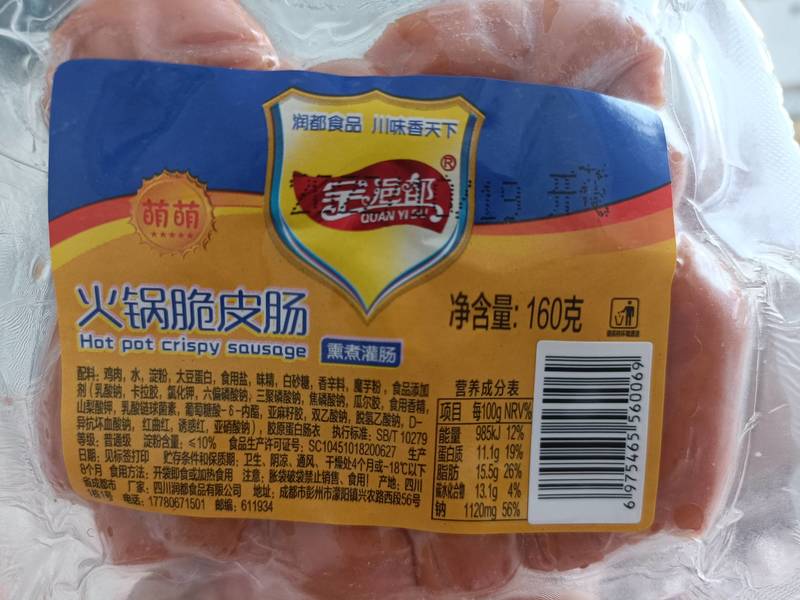 润都食品 川味香天下
®
QUAN YI DU
萌萌
火锅脆皮肠
Hot pot crispy sausage
熏煮灌肠
净含量: 160克
配料: 鸡肉, 水, 淀粉, 大豆蛋白, 食用盐, 味精, 白砂糖, 香辛料, 魔芋粉, 食品添加
剂 (乳酸钠, 卡拉胶, 氯化钾, 六偏磷酸钠, 三聚磷酸钠, 焦磷酸钠, 瓜尔胶, 食用香精,
山梨酸钾, 乳酸链球菌素, 葡萄糖酸-δ-内酯, 亚麻籽胶, 双乙酸钠, 脱氢乙酸钠, D-
异抗坏血酸钠, 红曲红, 诱惑红, 亚硝酸钠), 胶原蛋白肠衣 执行标准: SB/T 10279
等级: 普通级 淀粉含量: ≤10% 食品生产许可证号: SC10451018200627 生产
日期: 见标签打印 贮存条件和保质期: 卫生、阴凉、通风、干燥处4个月或-18℃以下
8个月 食用方法: 开袋即食或加热食用 注意: 胀袋破袋禁止销售、食用! 产地: 四川
省成都市 厂家: 四川润都食品有限公司 地址: 成都市彭州市濛阳镇兴农路西段56号
1栋1号 电话: 17780671501 邮编: 611934
营养成分表
项目 每100g NRV%
能量 985kJ 12%
蛋白质 11.1g 19%
脂肪 15.5g 26%
碳水化合物 13.1g 4%
钠 1120mg 56%
6 975465 560069